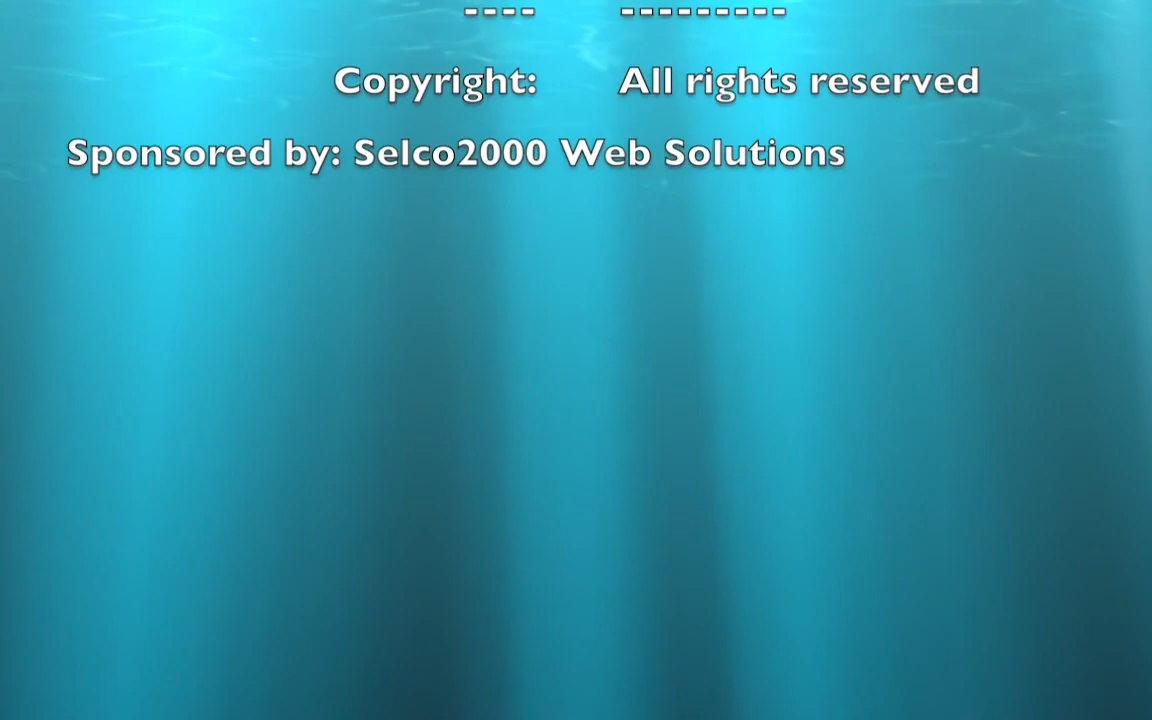 ---- ---------
Copyright: All rights reserved
Sponsored by: Selco2000 Web Solutions